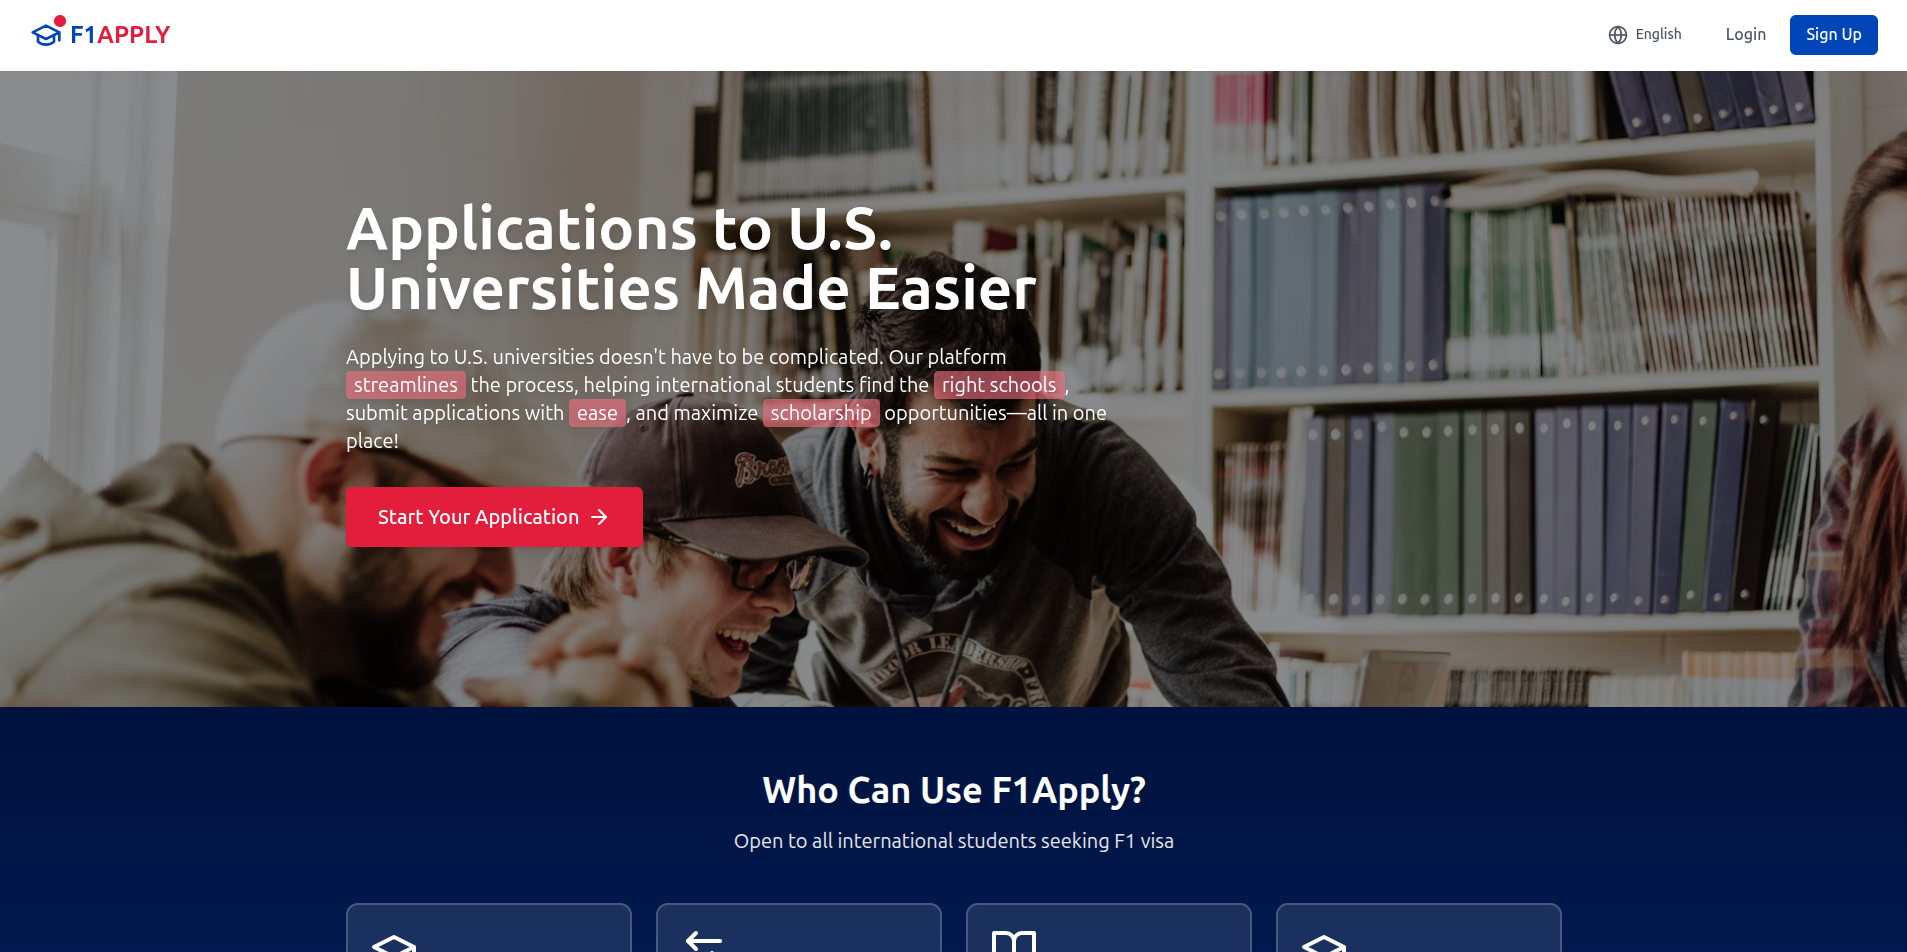 F1APPLY
English
Login
Sign Up
Applications to U.S.
Universities Made Easier
Applying to U.S. universities doesn't have to be complicated. Our platform
streamlines the process, helping international students find the right schools,
submit applications with ease, and maximize scholarship opportunities—all in one
place!
Start Your Application
Who Can Use F1Apply?
Open to all international students seeking F1 visa